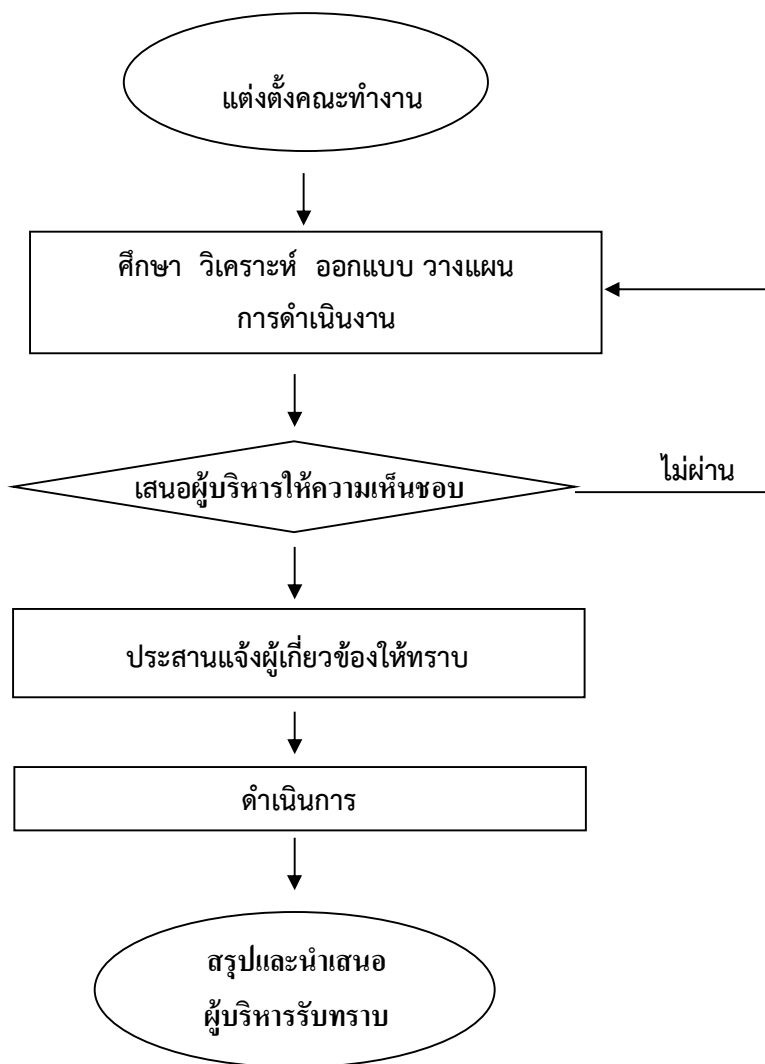 แต่งตั้งคณะทำงาน
ศึกษา วิเคราะห์ ออกแบบ วางแผน
การดำเนินงาน
เสนอผู้บริหารให้ความเห็นชอบ
ไม่ผ่าน
ประสานแจ้งผู้เกี่ยวข้องให้ทราบ
ดำเนินการ
สรุปและนำเสนอ
ผู้บริหารรับทราบ